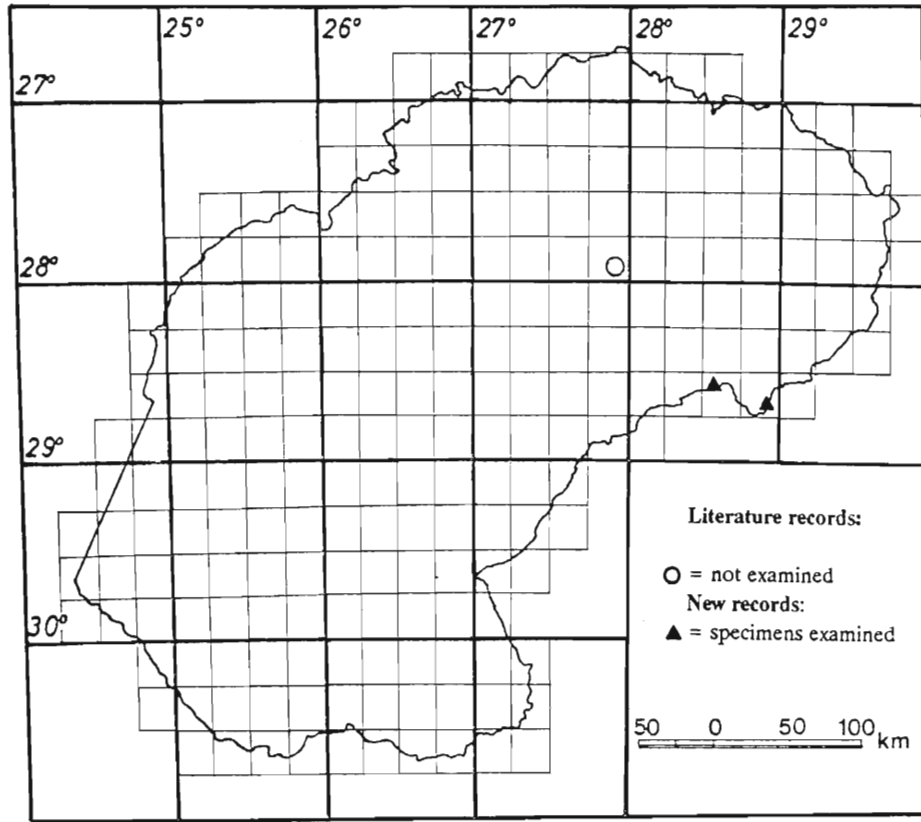 25° 26° 27° 28° 29°
27°
28°
29°
30°
Literature records:
= not examined
New records:
= specimens examined
50 0 50 100 km